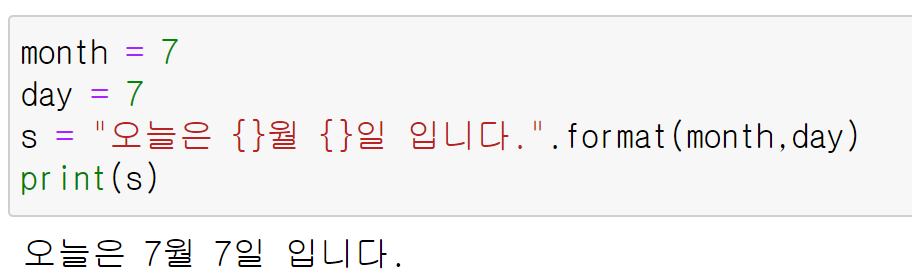 month = 7
day = 7
s = "오늘은 {}월 {}일 입니다.".format(month,day)
print(s)
오늘은 7월 7일 입니다.